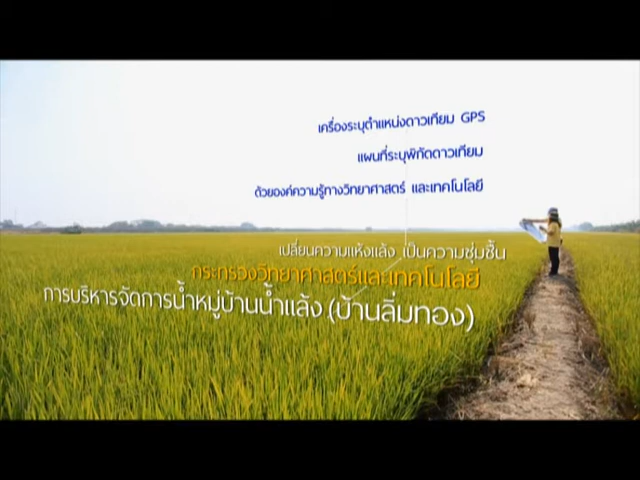 เครื่องระบุตำแหน่งดาวเทียม GPS
แผนที่ระบุพิกัดดาวเทียม
ด้วยองค์ความรู้ทางวิทยาศาสตร์ และเทคโนโลยี
เปลี่ยนความแห้งแล้ง เป็นความชุ่มชื้น
กระทรวงวิทยาศาสตร์และเทคโนโลยี
การบริหารจัดการน้ำหมู่บ้านน้ำแล้ง (บ้านลิ่มทอง)